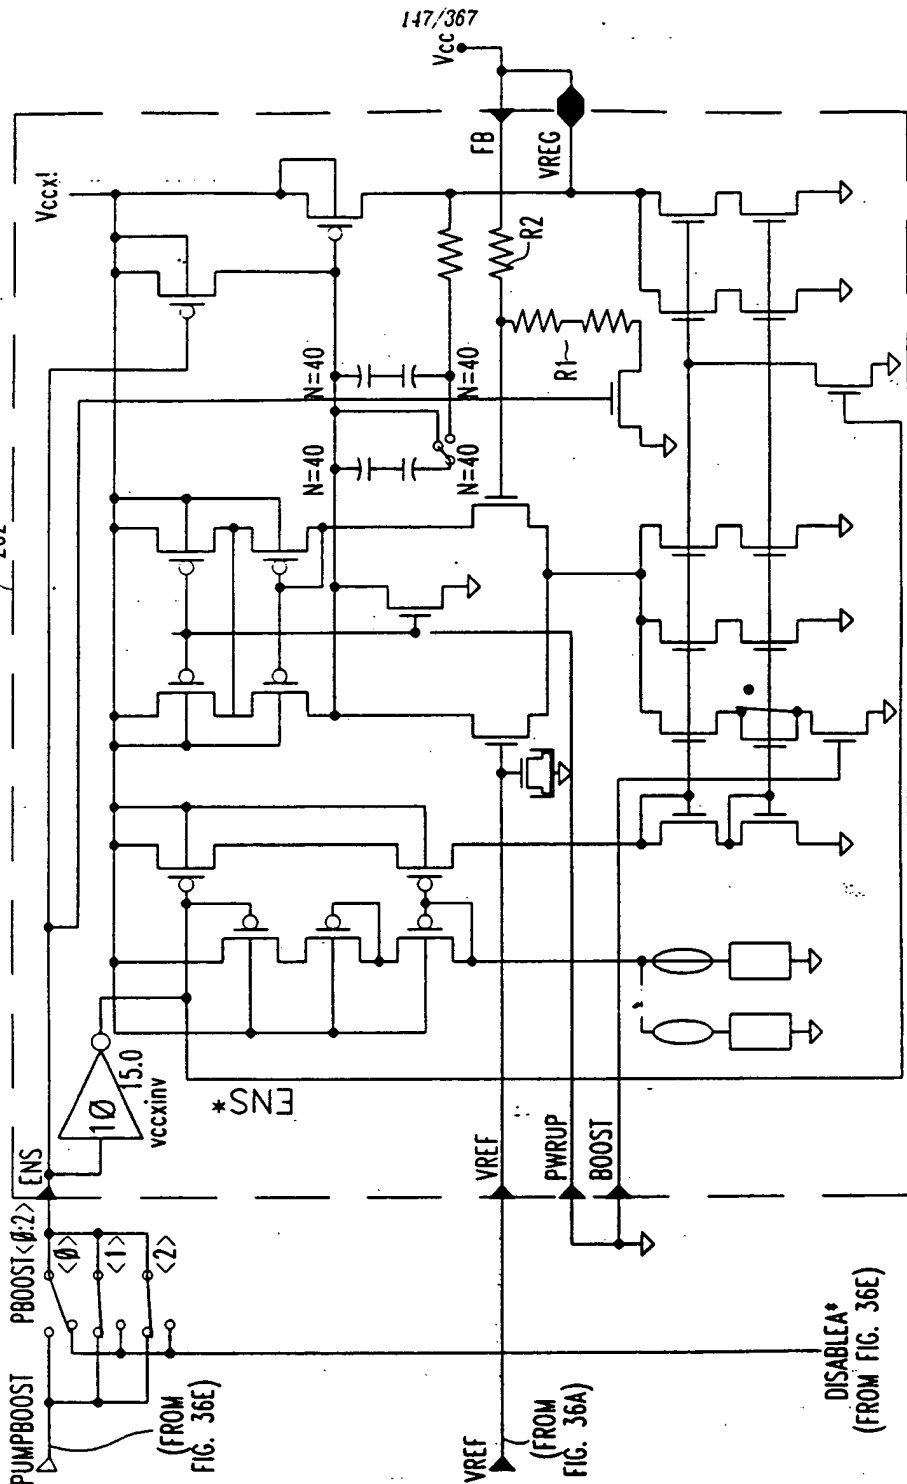 147/367
Vcc
Vccx!
FB
VREG
R2
R1
N=40
N=40
N=40
N=40
ENS*
10
15.0
vccxinv
ENS
VREF
PWRUP
BOOST
PBOOST<0:2>
<0>
<1>
<2>
PUMPBOOST
(FROM
FIG. 36E)
VREF
(FROM
FIG. 36A)
DISABLEA*
(FROM FIG. 36E)